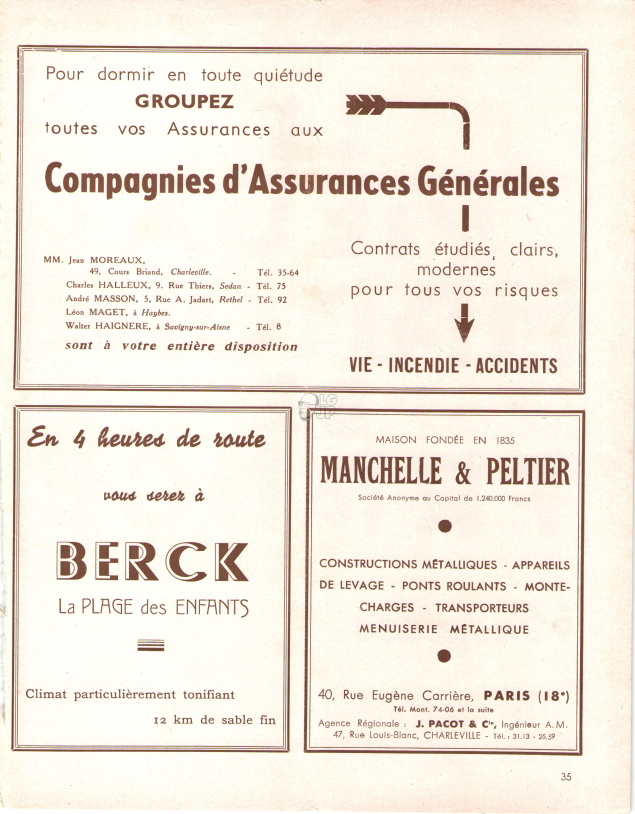 Pour dormir en toute quiétude
GROUPEZ
toutes vos Assurances aux
Compagnies d'Assurances Générales
Contrats étudiés, clairs,
modernes
pour tous vos risques
VIE - INCENDIE - ACCIDENTS
MM. Jean MOREAUX,
49, Cours Briand, Charleville. - Tél. 35-64
Charles HALLEUX, 9. Rue Thiers, Sedan - Tél. 75
André MASSON, 5, Rue A. Jadart, Rethel - Tél. 92
Léon MAGET, à Haybes.
Walter HAIGNERE, à Savigny-sur-Aisne - Tél. 8
sont à votre entière disposition
LG
JP
En 4 heures de route
vous serez à
BERCK
La PLAGE des ENFANTS
Climat particulièrement tonifiant
12 km de sable fin
MAISON FONDÉE EN 1835
MANCHELLE & PELTIER
Société Anonyme au Capital de 1.240.000 Francs
CONSTRUCTIONS MÉTALLIQUES - APPAREILS
DE LEVAGE - PONTS ROULANTS - MONTE-
CHARGES - TRANSPORTEURS
MENUISERIE MÉTALLIQUE
40, Rue Eugène Carrière, PARIS (18e)
Tél. Mont. 74-06 et la suite
Agence Régionale : J. PACOT & Cie, Ingénieur A.M.
47, Rue Louis-Blanc, CHARLEVILLE - Tél. : 31.13 - 25.59
35